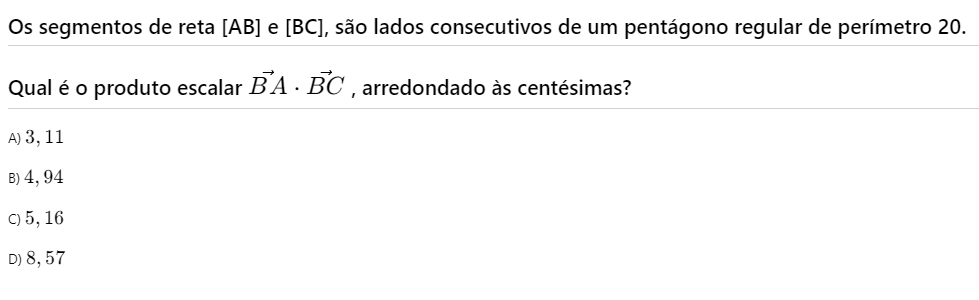 Os segmentos de reta [AB] e [BC], são lados consecutivos de um pentágono regular de perímetro 20.
Qual é o produto escalar $\vec{BA} \cdot \vec{BC}$ , arredondado às centésimas?
A) 3, 11
B) 4, 94
C) 5, 16
D) 8, 57